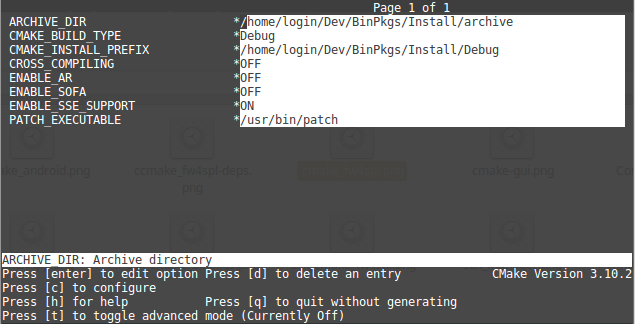 Page 1 of 1
ARCHIVE_DIR */home/login/Dev/BinPkgs/Install/archive
CMAKE_BUILD_TYPE *Debug
CMAKE_INSTALL_PREFIX */home/login/Dev/BinPkgs/Install/Debug
CROSS_COMPILING *OFF
ENABLE_AR *OFF
ENABLE_SOFA *OFF
ENABLE_SSE_SUPPORT *ON
PATCH_EXECUTABLE */usr/bin/patch
ake_android.png ccmake_fw4spl-deps. cmake-gui.png
png
ARCHIVE_DIR: Archive directory
Press [enter] to edit option Press [d] to delete an entry CMake Version 3.10.2
Press [c] to configure
Press [h] for help Press [q] to quit without generating
Press [t] to toggle advanced mode (Currently Off)